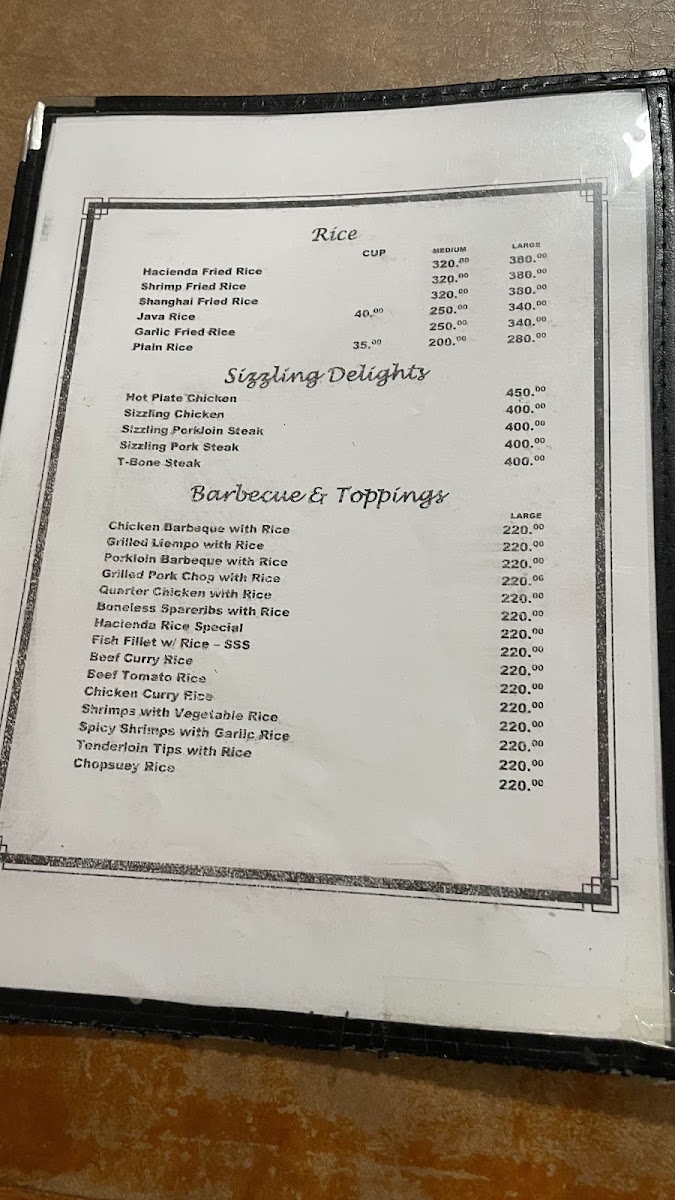 Rice
CUP MEDIUM LARGE
Hacienda Fried Rice 320.00 380.00
Shrimp Fried Rice 320.00 380.00
Shanghai Fried Rice 320.00 380.00
Java Rice 40.00 250.00 340.00
Garlic Fried Rice 250.00 340.00
Plain Rice 35.00 200.00 280.00
Sizzling Delights
Hot Plate Chicken 450.00
Sizzling Chicken 400.00
Sizzling Porkloin Steak 400.00
Sizzling Pork Steak 400.00
T-Bone Steak 400.00
Barbecue & Toppings
LARGE
Chicken Barbeque with Rice 220.00
Grilled Liempo with Rice 220.00
Porkloin Barbeque with Rice 220.00
Grilled Pork Chop with Rice 220.00
Quarter Chicken with Rice 220.00
Boneless Spareribs with Rice 220.00
Hacienda Rice Special 220.00
Fish Fillet w/ Rice – SSS 220.00
Beef Curry Rice 220.00
Beef Tomato Rice 220.00
Chicken Curry Rice 220.00
Shrimps with Vegetable Rice 220.00
Spicy Shrimps with Garlic Rice 220.00
Tenderloin Tips with Rice 220.00
Chopsuey Rice 220.00